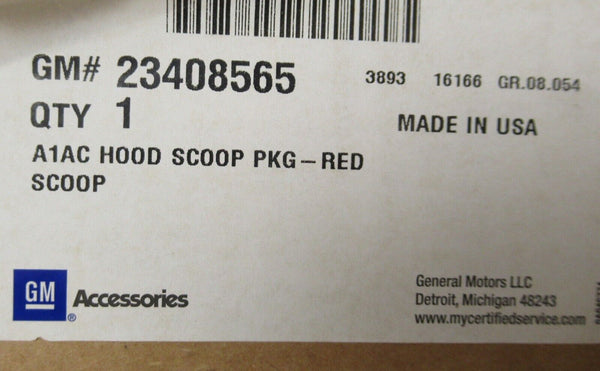 GM# 23408565 3893 16166 GR.08.054
QTY 1 MADE IN USA
A1AC HOOD SCOOP PKG-RED
SCOOP
GM ® Accessories
General Motors LLC
Detroit, Michigan 48243
www.mycertifiedservice.com